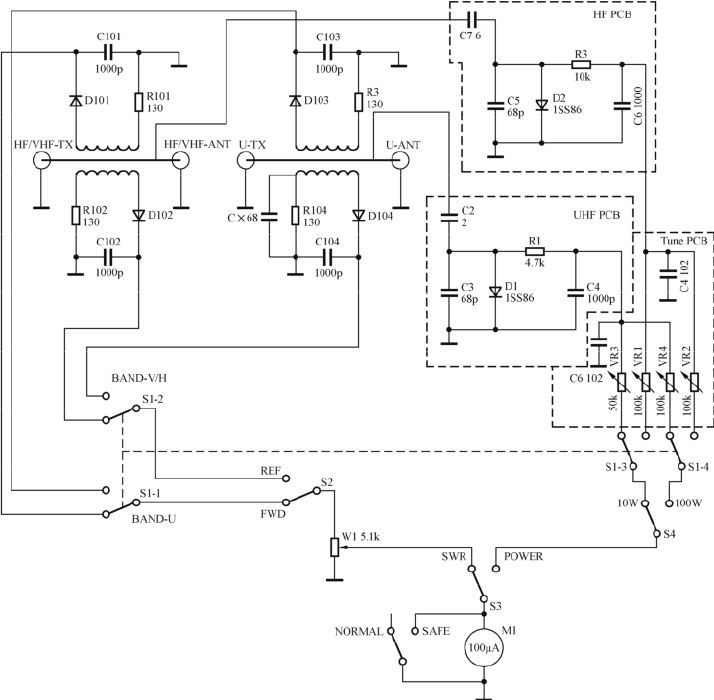 HF PCB
C101
1000p
C103
1000p
C7 6
R3
10k
D101
R101
130
D103
R3
130
C5
68p
D2
1SS86
C6 1000
HF/VHF-TX
HF/VHF-ANT
U-TX
U-ANT
R102
130
D102
C×68
R104
130
D104
C2
2
UHF PCB
C102
1000p
C104
1000p
R1
4.7k
Tune PCB
C4 102
C3
68p
D1
1SS86
C4
1000p
C6 102
VR3
50k
VR1
100k
VR4
100k
VR2
100k
BAND-V/H
S1-2
S1-3
S1-4
REF
S2
S1-1
BAND-U
FWD
10W
100W
S4
W1 5.1k
SWR
POWER
S3
NORMAL
SAFE
M1
100μA